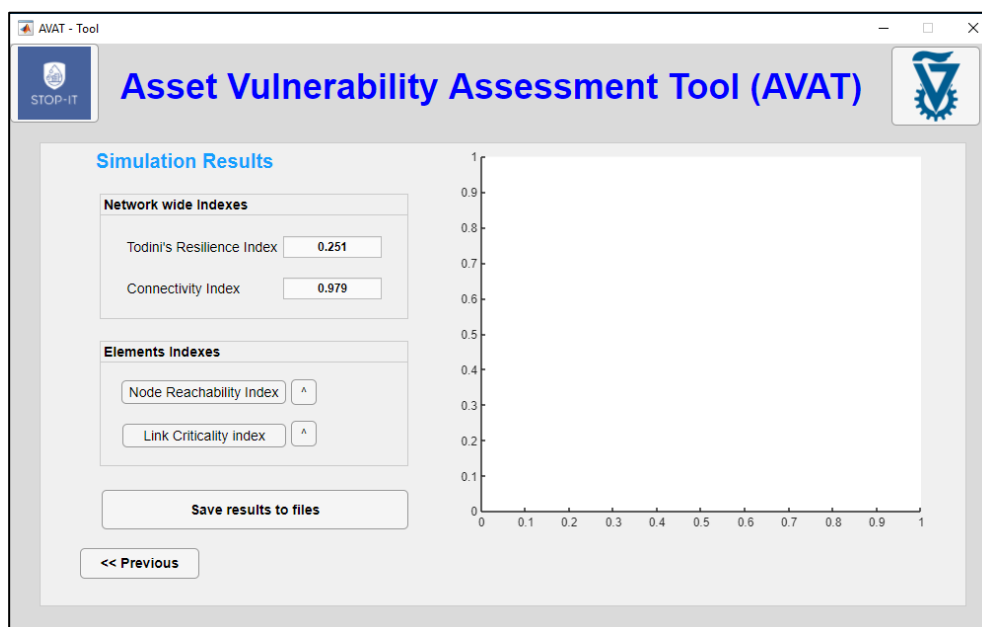 AVAT - Tool
STOP-IT
Asset Vulnerability Assessment Tool (AVAT)
Simulation Results
Network wide Indexes
Todini's Resilience Index 0.251
Connectivity Index 0.979
Elements Indexes
Node Reachability Index ^
Link Criticality index ^
Save results to files
<< Previous
1
0.9
0.8
0.7
0.6
0.5
0.4
0.3
0.2
0.1
0
0 0.1 0.2 0.3 0.4 0.5 0.6 0.7 0.8 0.9 1